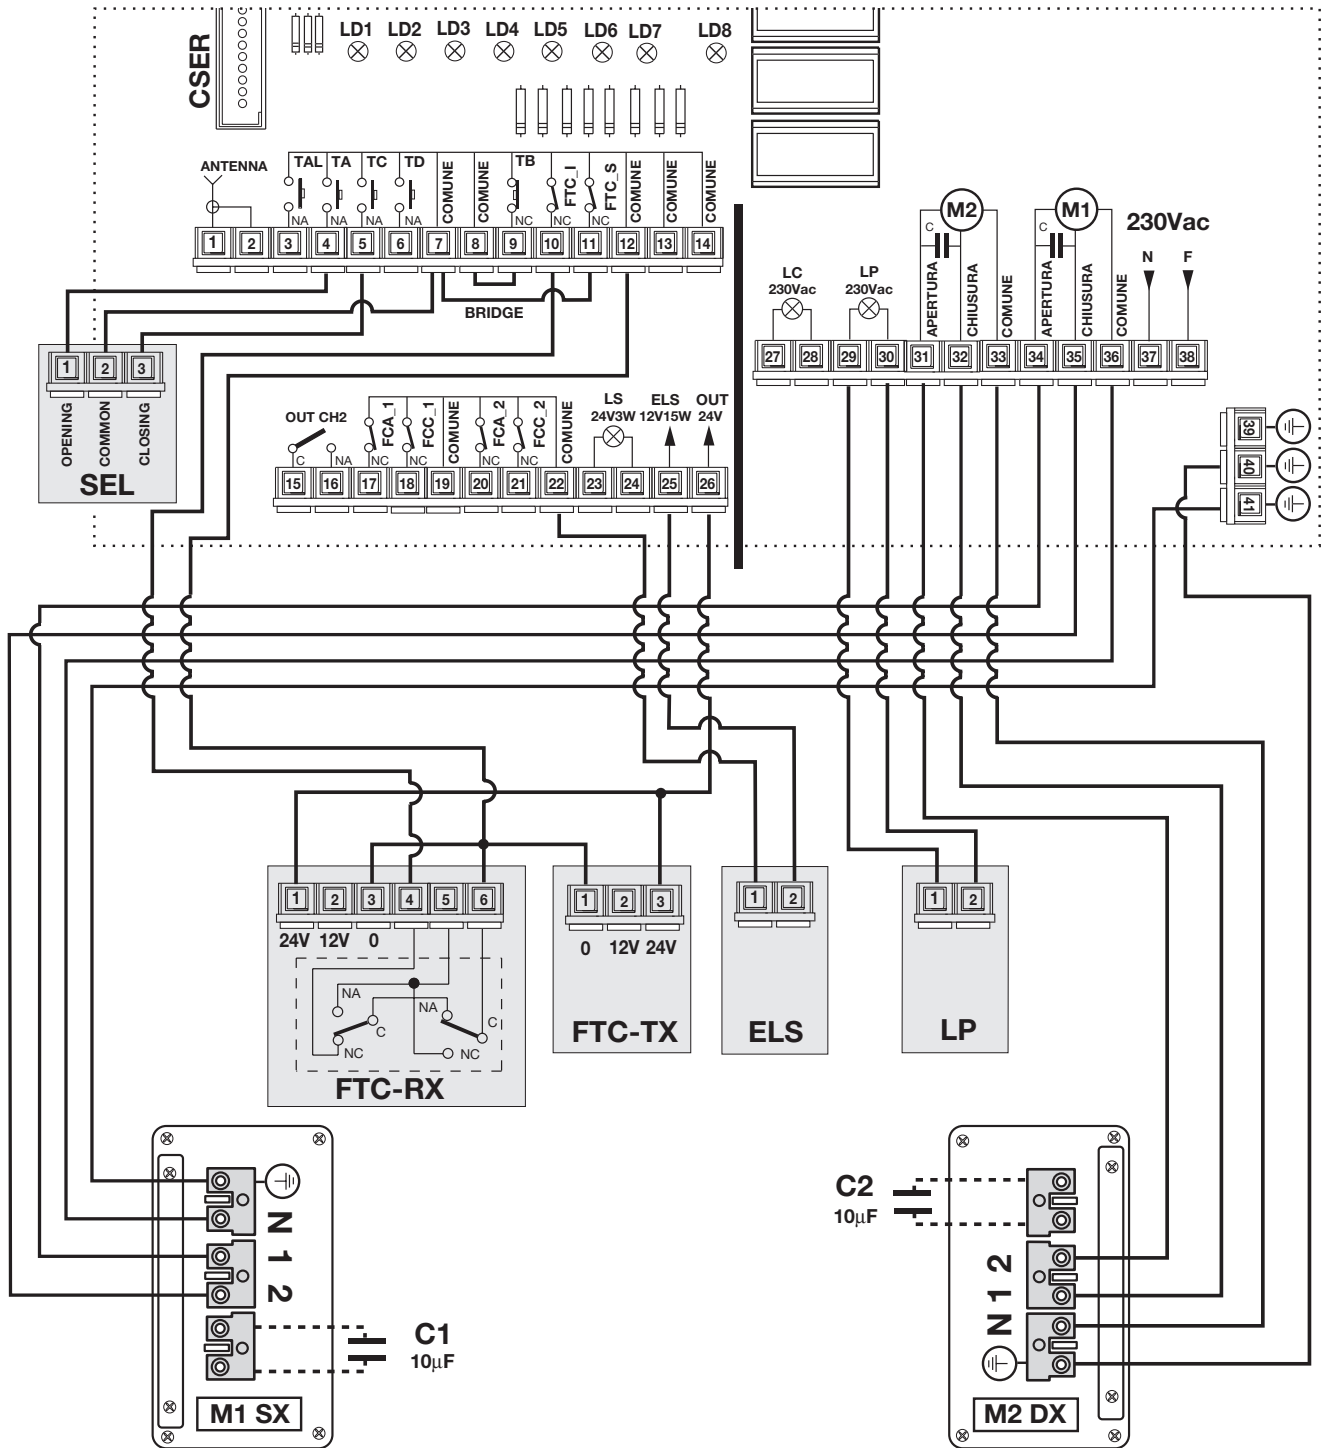 LD1 LD2 LD3 LD4 LD5 LD6 LD7 LD8
CSER
ANTENNA
TAL TA TC TD COMUNE COMUNE TB FTC_I FTC_S COMUNE COMUNE
NA NA NA NA NC NC NC
1 2 3 4 5 6 7 8 9 10 11 12 13 14
BRIDGE
M2 M1 230Vac
C C
N F
LC 230Vac
LP 230Vac
APERTURA CHIUSURA COMUNE APERTURA CHIUSURA COMUNE
27 28 29 30 31 32 33 34 35 36 37 38
1 2 3
OPENING COMMON CLOSING
SEL
OUT CH2
C NA
FCA_1 FCC_1 COMUNE FCA_2 FCC_2 COMUNE
NC NC NC NC
LS 24V3W
ELS 12V15W
OUT 24V
15 16 17 18 19 20 21 22 23 24 25 26
39
40
41
1 2 3 4 5 6
24V 12V 0
NA C NC
NA C NC
FTC-RX
1 2 3
0 12V 24V
FTC-TX
1 2
ELS
1 2
LP
N 1 2
C1
10µF
M1 SX
C2
10µF
N 1 2
M2 DX